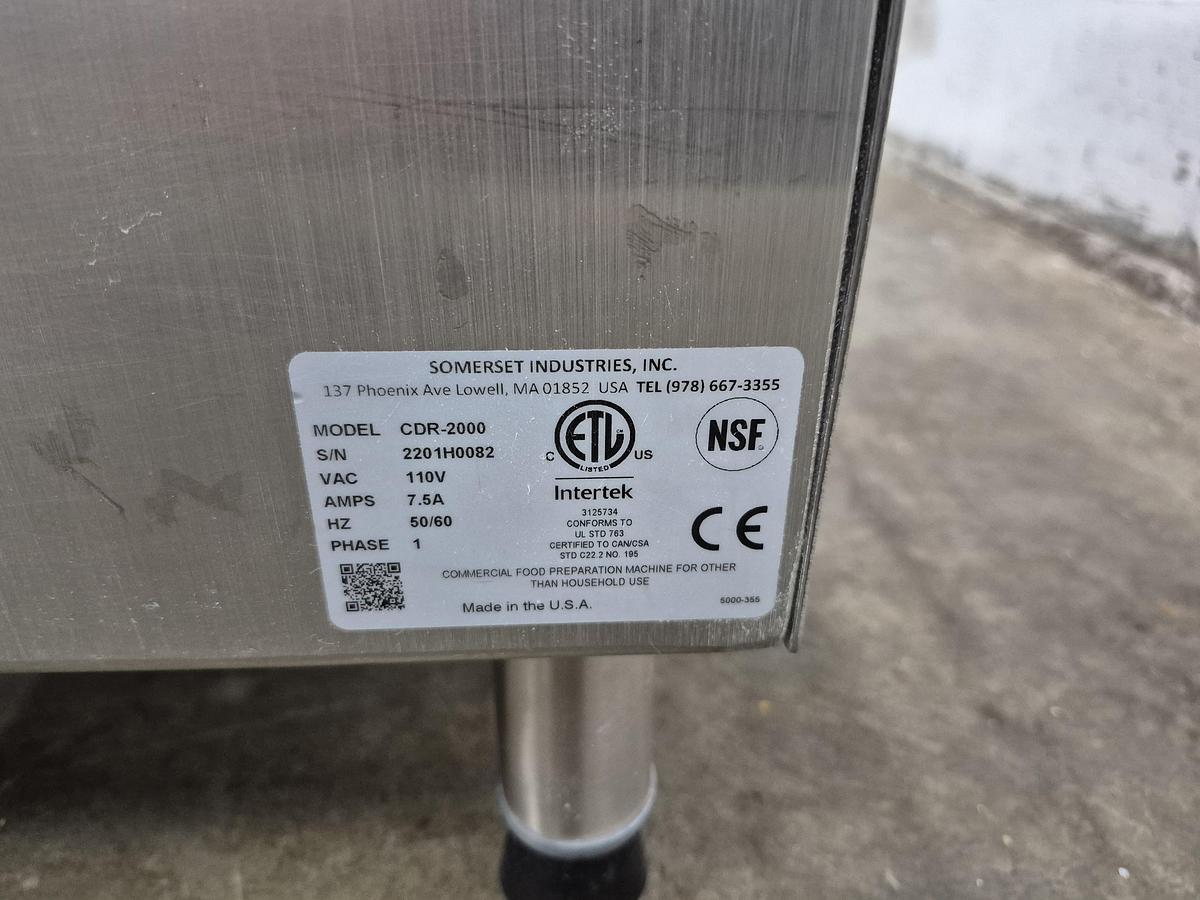 SOMERSET INDUSTRIES, INC.
137 Phoenix Ave Lowell, MA 01852 USA TEL (978) 667-3355
MODEL CDR-2000
S/N 2201H0082
VAC 110V
AMPS 7.5A
HZ 50/60
PHASE 1
ETL CM
LISTED
C US
Intertek
3125734
CONFORMS TO
UL STD 763
CERTIFIED TO CAN/CSA
STD C22.2 NO. 195
NSF
CE
COMMERCIAL FOOD PREPARATION MACHINE FOR OTHER
THAN HOUSEHOLD USE
Made in the U.S.A.
5000-355